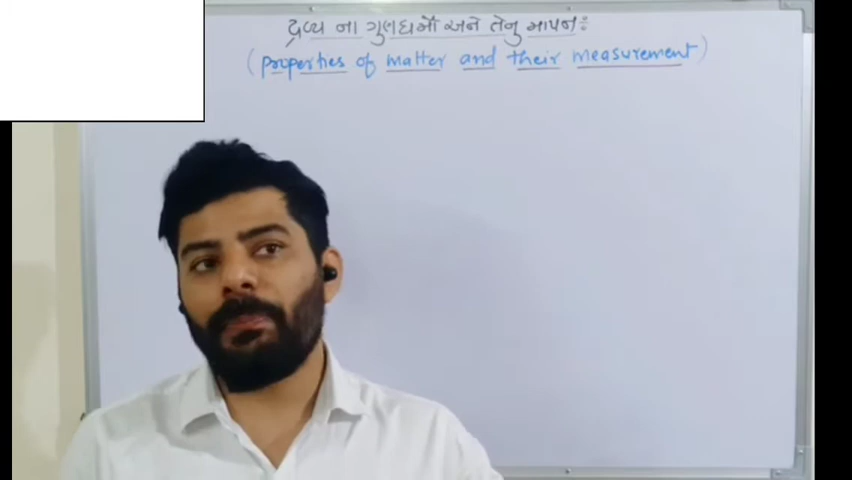 દ્રવ્ય ના ગુણધર્મો અને તેનુ માપન:
(properties of matter and their measurement)